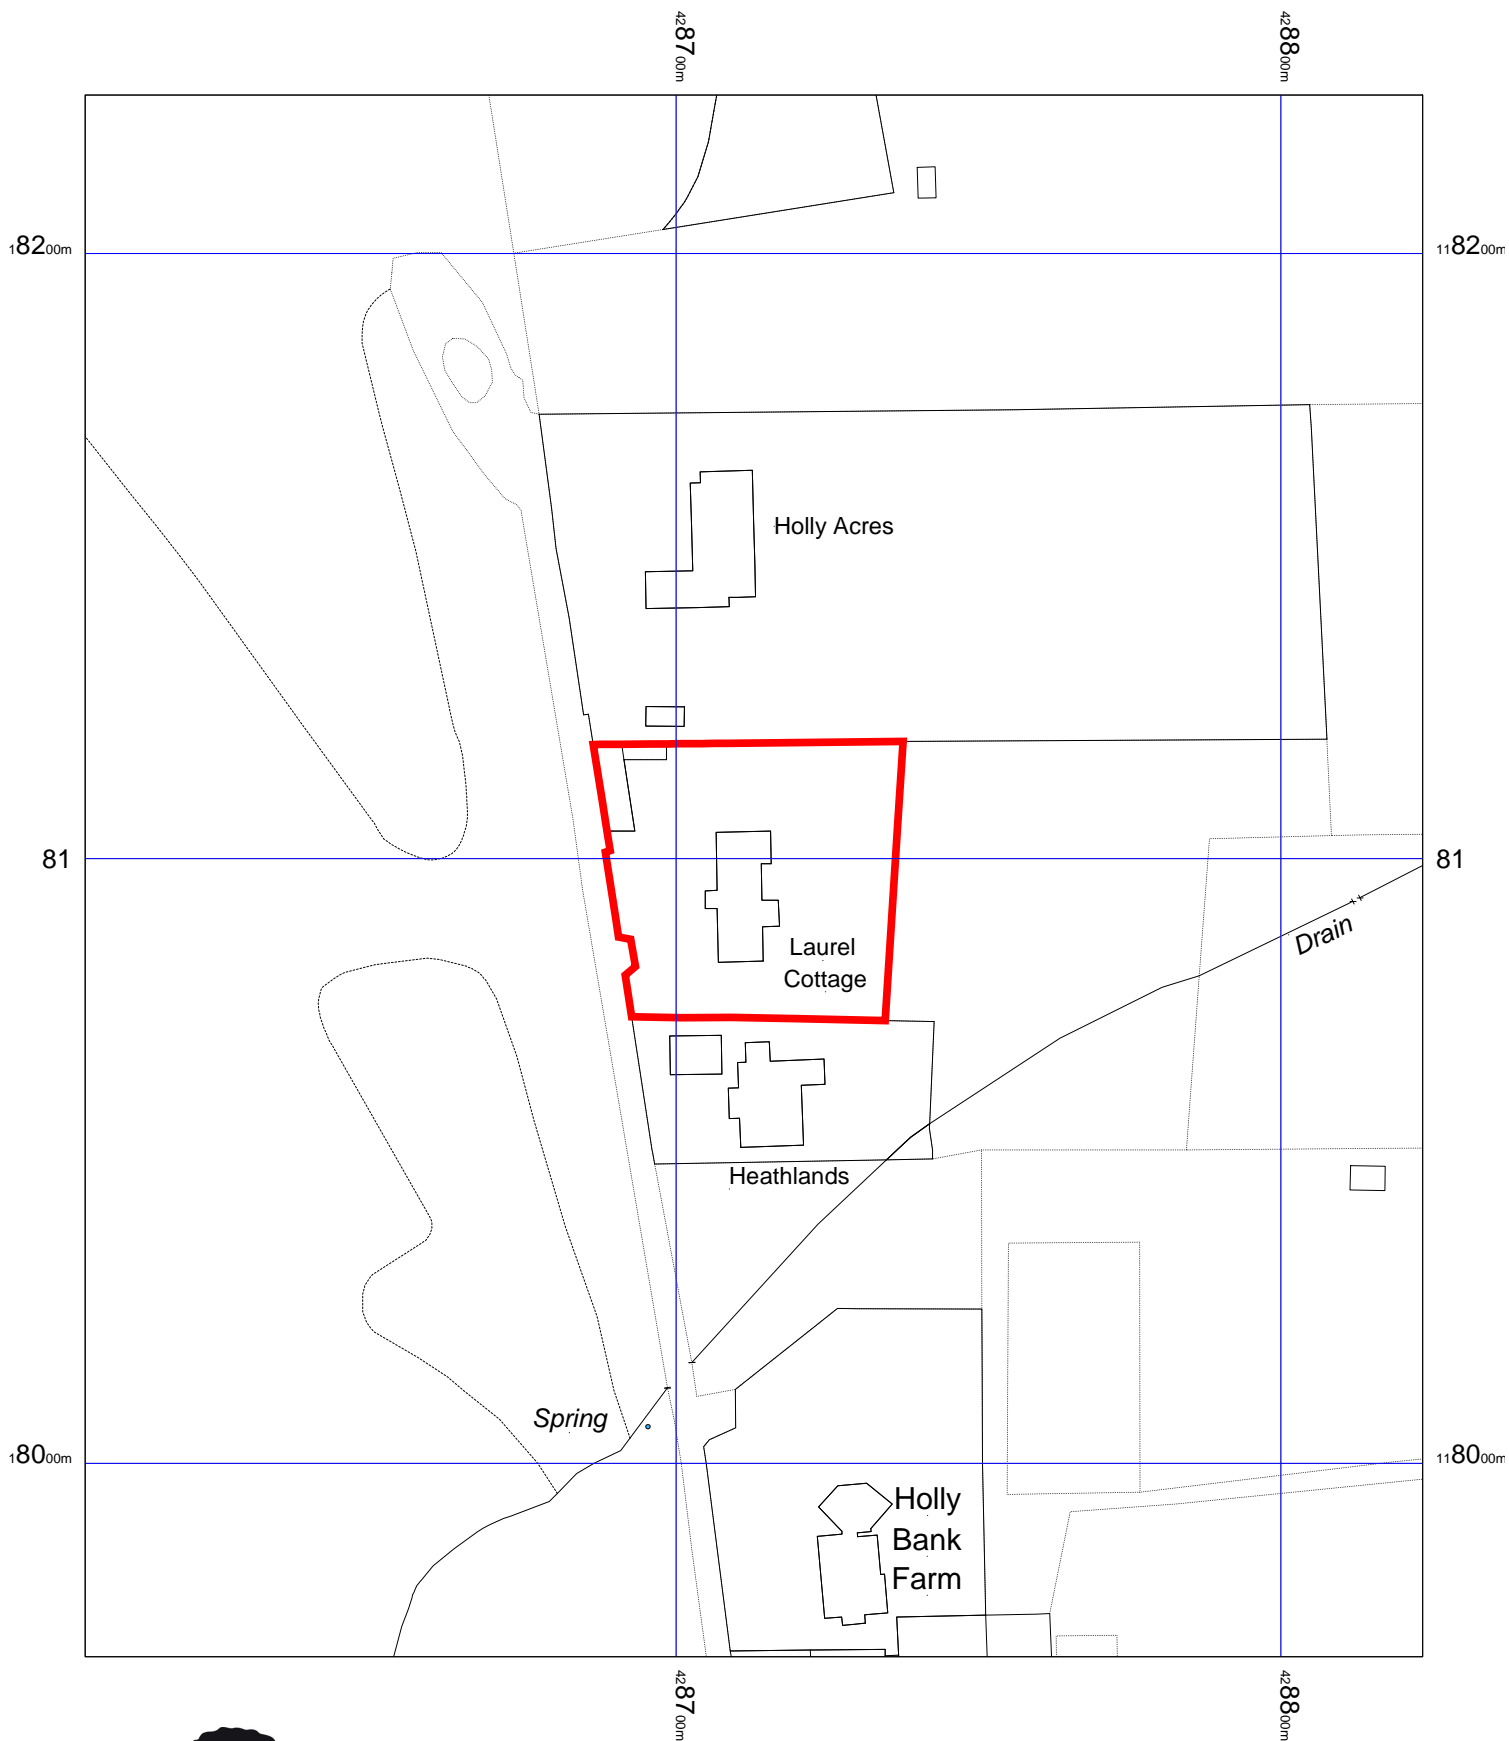 4287 00m
4288 00m
182 00m
1182 00m
Holly Acres
81
81
Drain
Laurel
Cottage
Heathlands
Spring
180 00m
1180 00m
Holly
Bank
Farm
4287 00m
4288 00m